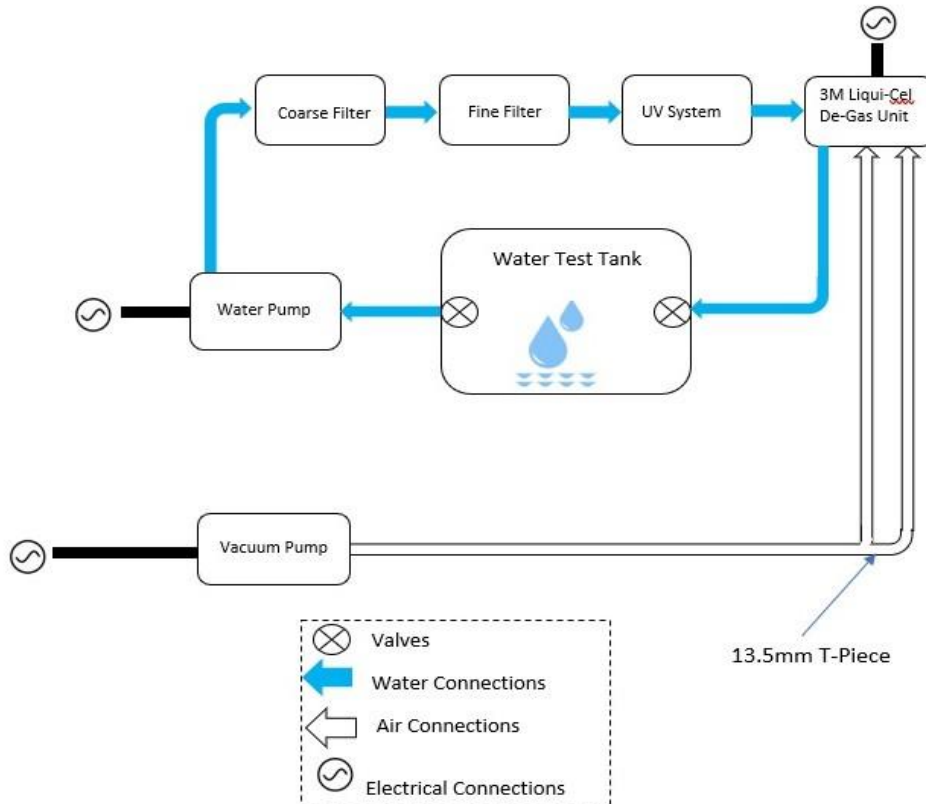 Coarse Filter
Fine Filter
UV System
3M Liqui-Cel
De-Gas Unit
Water Test Tank
Water Pump
Vacuum Pump
13.5mm T-Piece
Valves
Water Connections
Air Connections
Electrical Connections